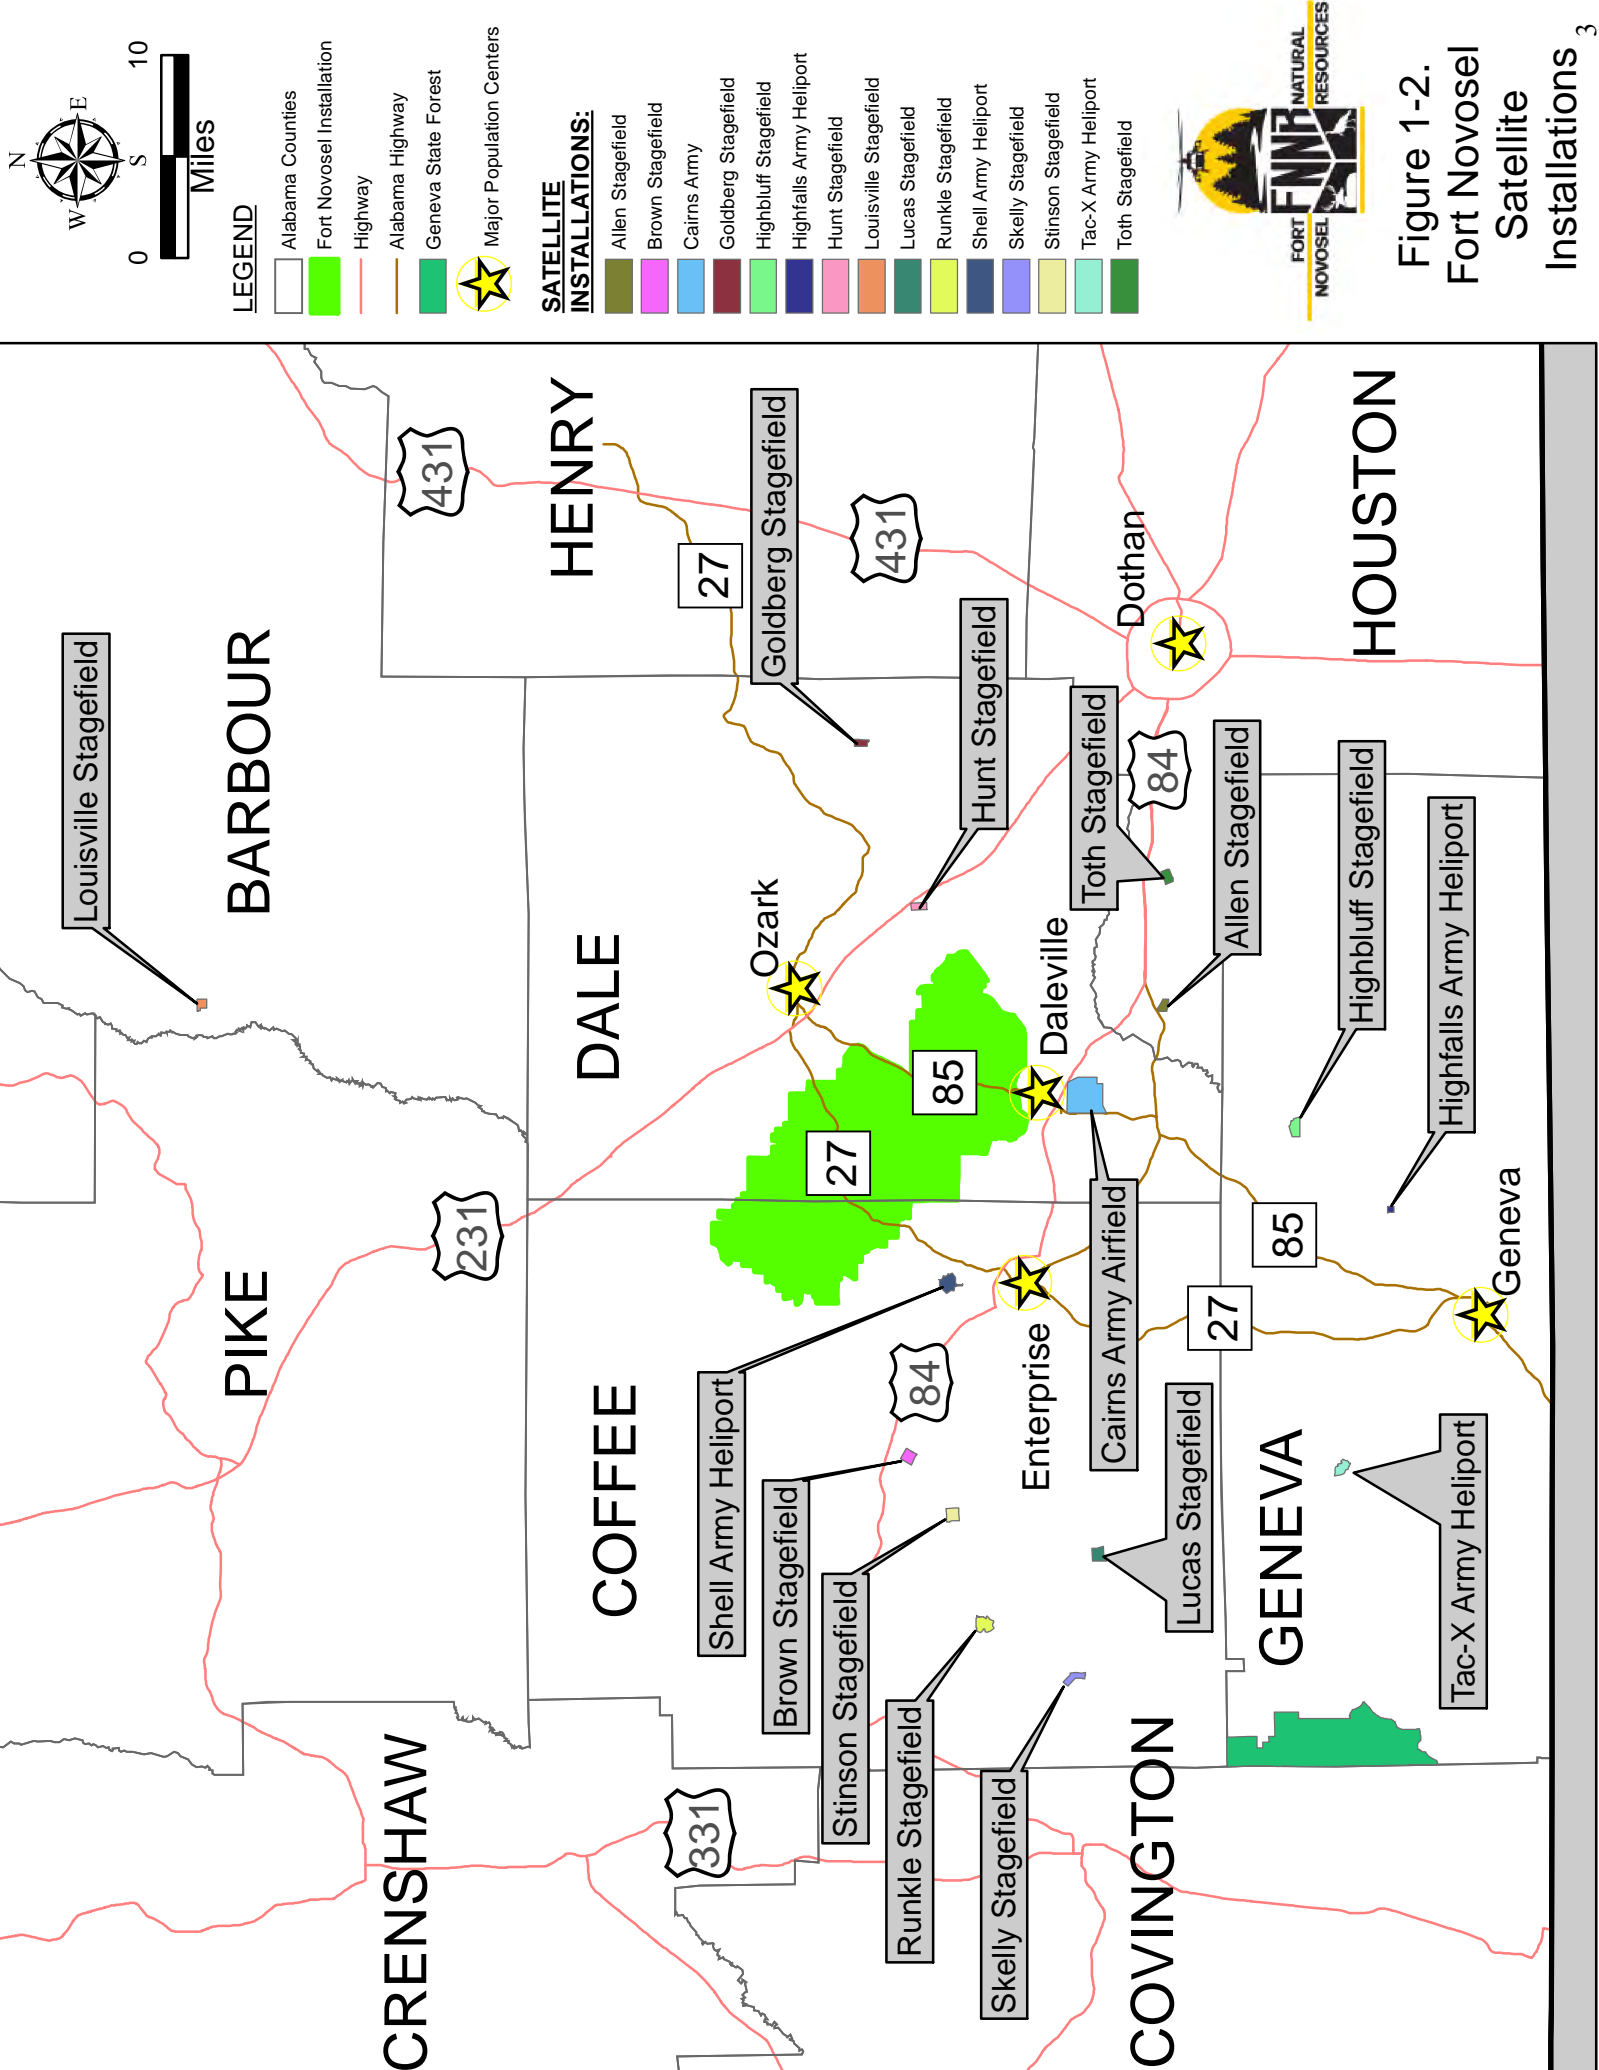 Louisville Stagefield
BARBOUR
PIKE
CRENSHAW
431
HENRY
231
27
DALE
COFFEE
Goldberg Stagefield
431
Ozark
Shell Army Heliport
331
Brown Stagefield
27
Stinson Stagefield
84
Hunt Stagefield
85
Runkle Stagefield
Daleville
Enterprise
Skelly Stagefield
Dothan
Toth Stagefield
84
Cairns Army Airfield
Lucas Stagefield
COVINGTON
Allen Stagefield
27
85
GENEVA
HOUSTON
Highbluff Stagefield
Highfalls Army Heliport
Tac-X Army Heliport
Geneva
N
W
E
S
0
10
Miles
LEGEND
Alabama Counties
Fort Novosel Installation
Highway
Alabama Highway
Geneva State Forest
Major Population Centers
SATELLITE
INSTALLATIONS:
Allen Stagefield
Brown Stagefield
Cairns Army
Goldberg Stagefield
Highbluff Stagefield
Highfalls Army Heliport
Hunt Stagefield
Louisville Stagefield
Lucas Stagefield
Runkle Stagefield
Shell Army Heliport
Skelly Stagefield
Stinson Stagefield
Tac-X Army Heliport
Toth Stagefield
FORT
NOVOSEL
FNNR
NATURAL
RESOURCES
Figure 1-2.
Fort Novosel
Satellite
Installations
3